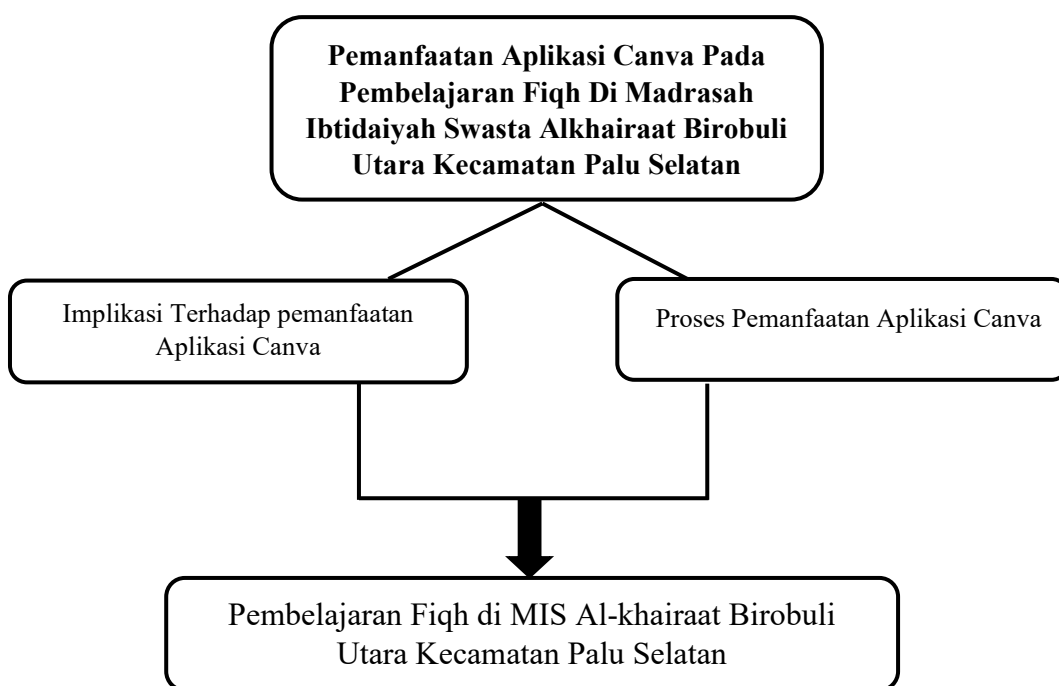 Pemanfaatan Aplikasi Canva Pada
Pembelajaran Fiqh Di Madrasah
Ibtidaiyah Swasta Alkhairaat Birobuli
Utara Kecamatan Palu Selatan
Implikasi Terhadap pemanfaatan
Aplikasi Canva
Proses Pemanfaatan Aplikasi Canva
Pembelajaran Fiqh di MIS Al-khairaat Birobuli
Utara Kecamatan Palu Selatan